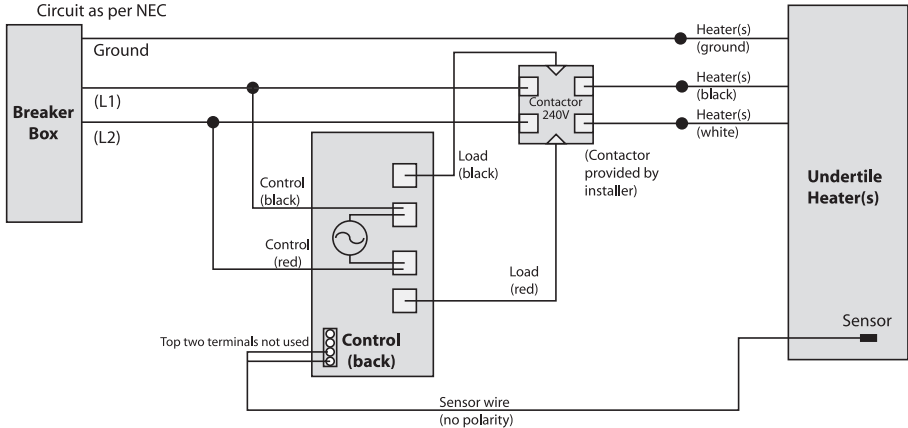 Circuit as per NEC
Ground
(L1)
(L2)
Breaker
Box
Control
(black)
Control
(red)
Load
(black)
Load
(red)
Contactor
240V
(Contactor
provided by
installer)
Heater(s)
(ground)
Heater(s)
(black)
Heater(s)
(white)
Undertile
Heater(s)
Sensor
Top two terminals not used
Control
(back)
Sensor wire
(no polarity)